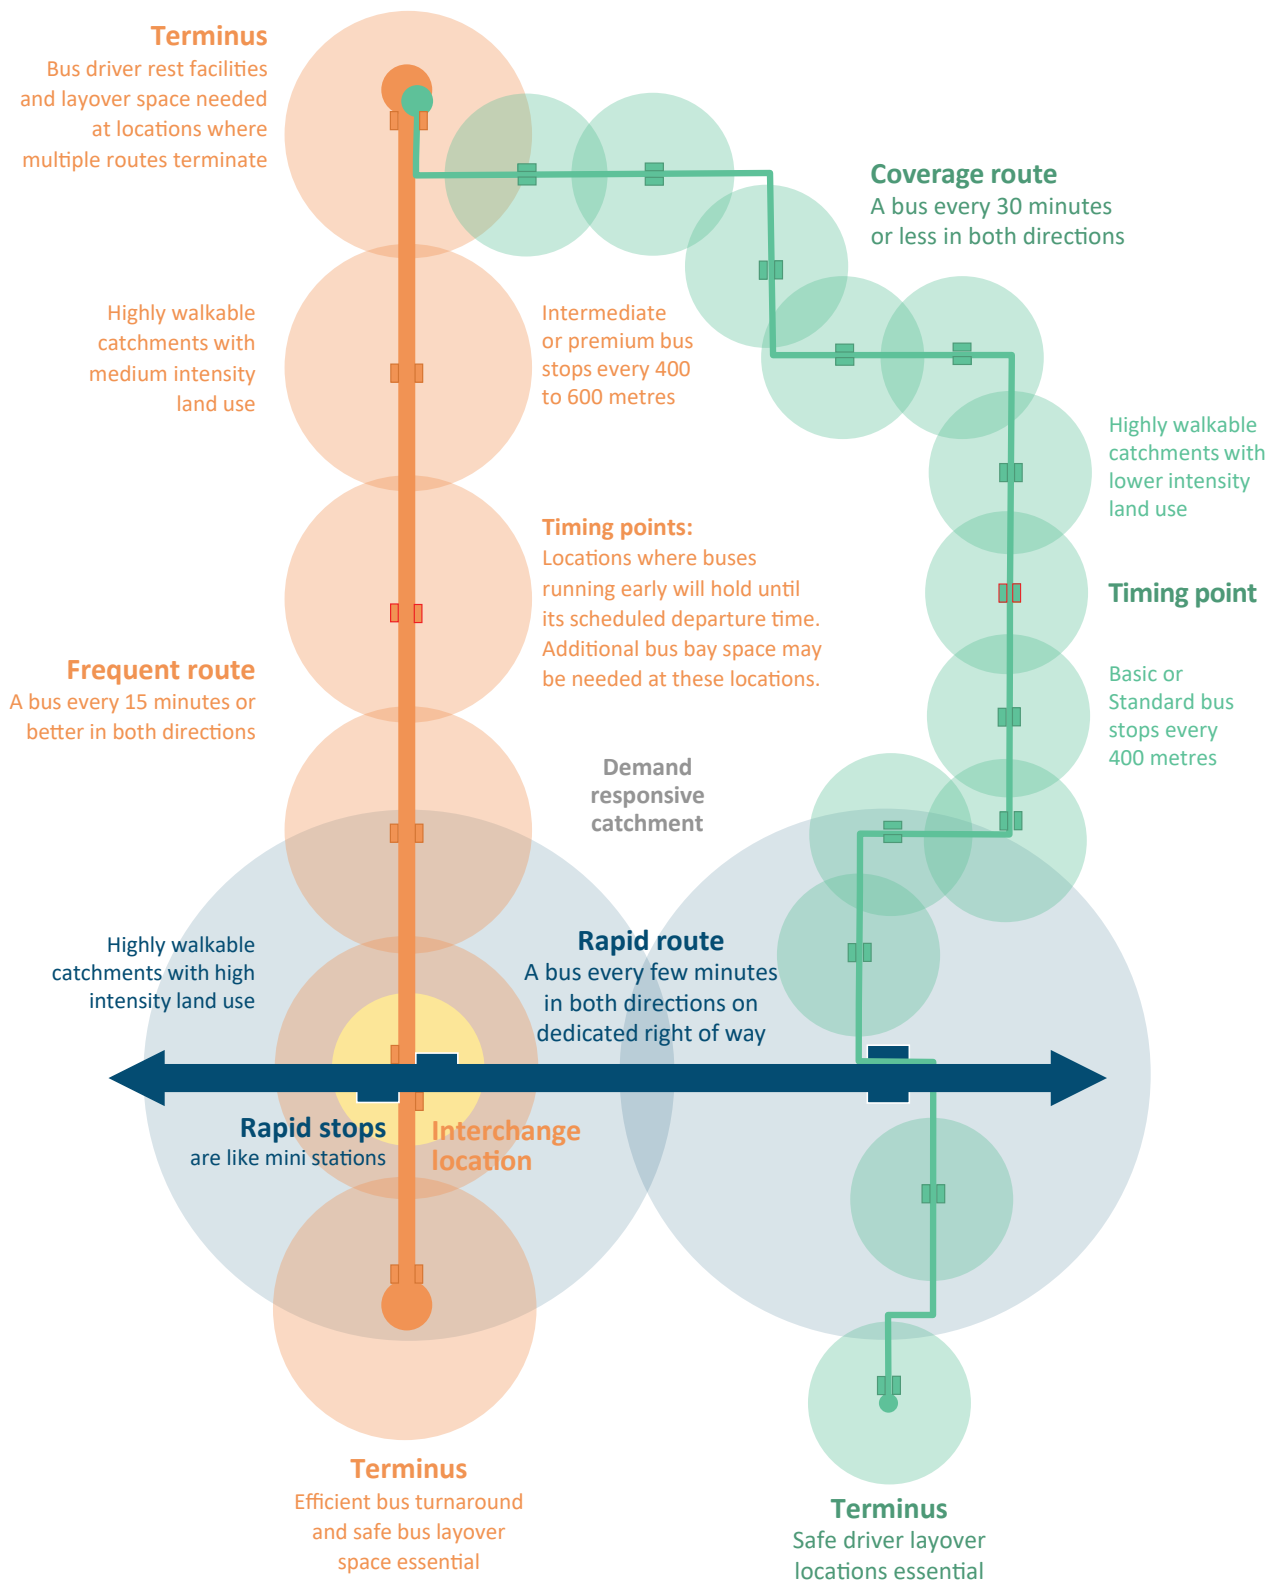 Terminus
Bus driver rest facilities
and layover space needed
at locations where
multiple routes terminate
Coverage route
A bus every 30 minutes
or less in both directions
Highly walkable
catchments with
medium intensity
land use
Intermediate
or premium bus
stops every 400
to 600 metres
Highly walkable
catchments with
lower intensity
land use
Timing points:
Locations where buses
running early will hold until
its scheduled departure time.
Additional bus bay space may
be needed at these locations.
Timing point
Frequent route
A bus every 15 minutes or
better in both directions
Basic or
Standard bus
stops every
400 metres
Demand
responsive
catchment
Highly walkable
catchments with high
intensity land use
Rapid route
A bus every few minutes
in both directions on
dedicated right of way
Rapid stops
are like mini stations
Interchange
location
Terminus
Efficient bus turnaround
and safe bus layover
space essential
Terminus
Safe driver layover
locations essential